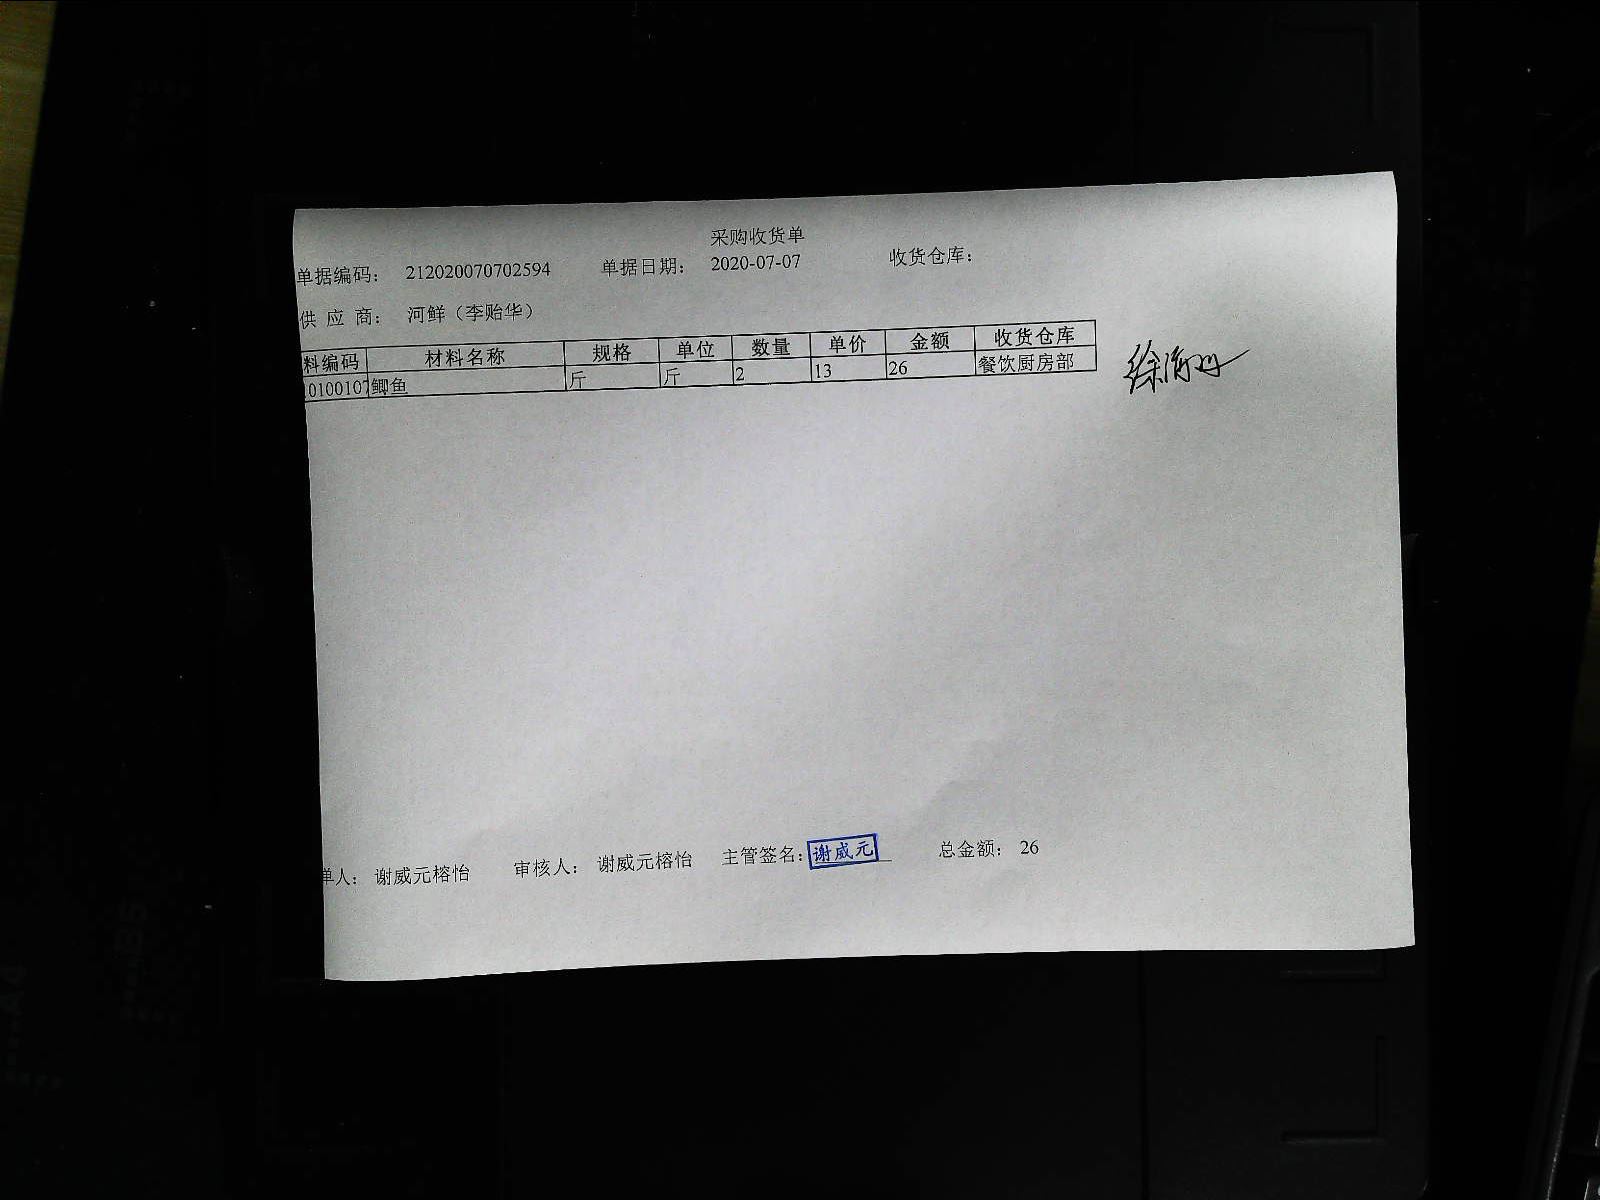 采购收货单
单据编码： 212020070702594 单据日期： 2020-07-07 收货仓库：
供 应 商： 河鲜（李贻华）
料编码 材料名称 规格 单位 数量 单价 金额 收货仓库
0100107 鲫鱼 斤 斤 2 13 26 餐饮厨房部
单人： 谢威元榕怡 审核人： 谢威元榕怡 主管签名： 谢威元 总金额： 26